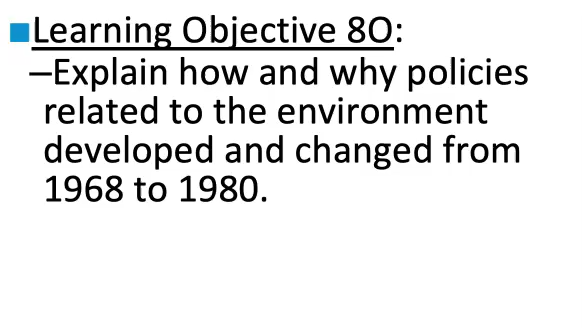 Learning Objective 8O:
–Explain how and why policies
related to the environment
developed and changed from
1968 to 1980.